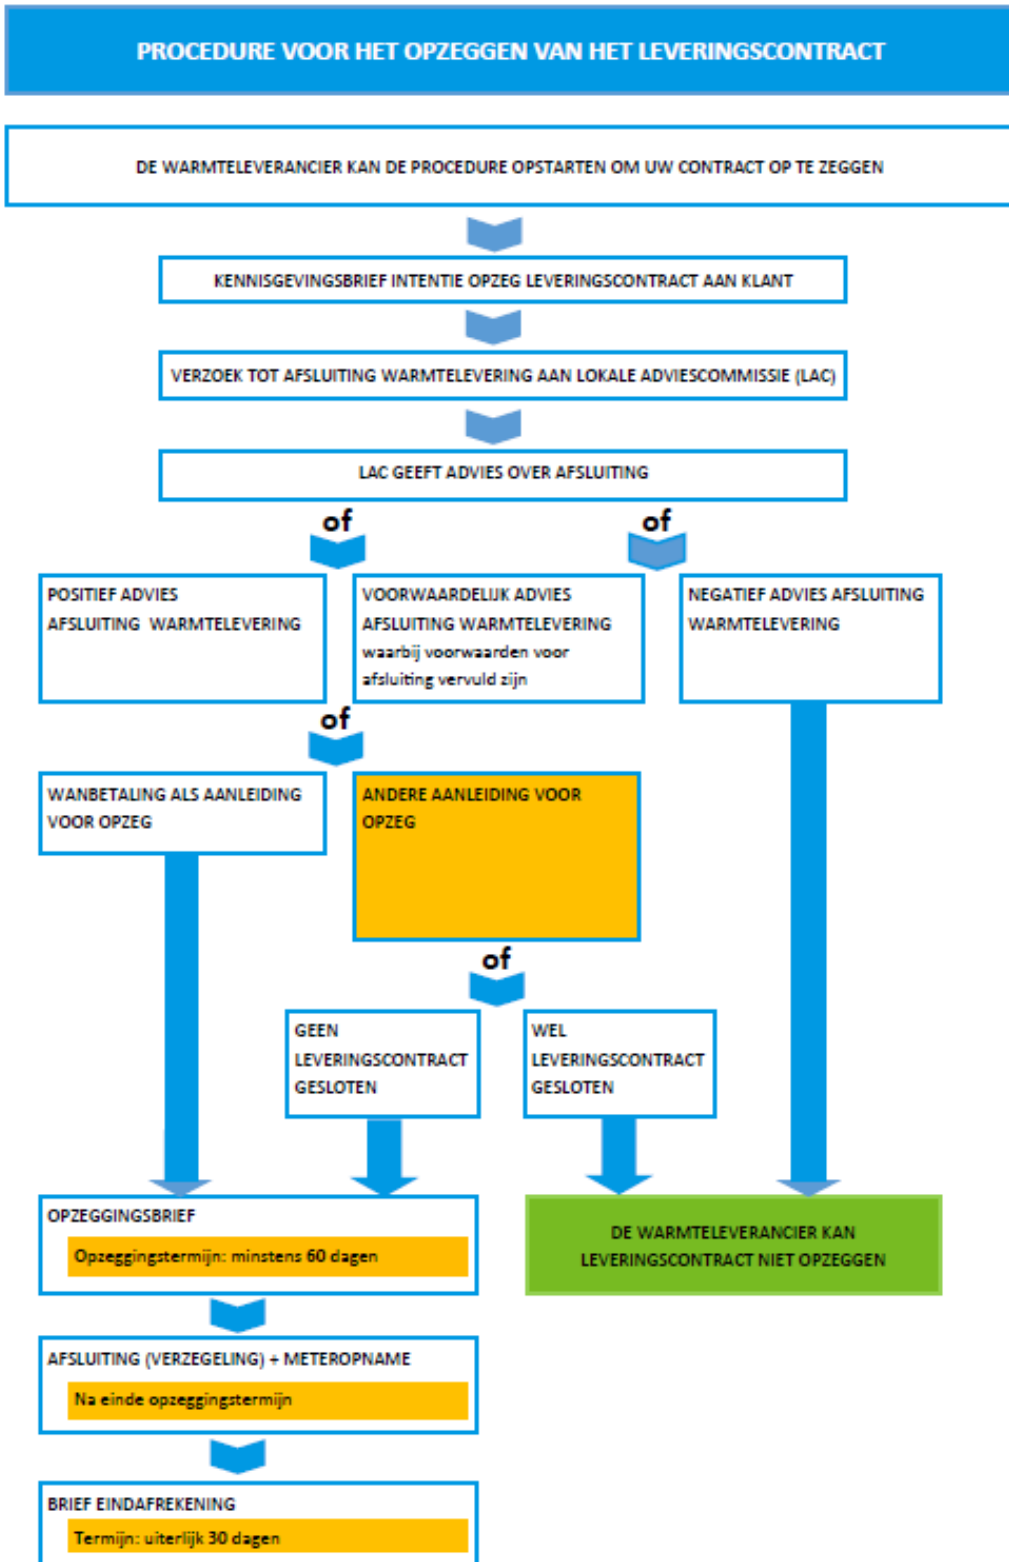 PROCEDURE VOOR HET OPZEGGEN VAN HET LEVERINGSCONTRACT
DE WARMTELEVERANCIER KAN DE PROCEDURE OPSTARTEN OM UW CONTRACT OP TE ZEGGEN
KENNISGEVINGSBRIEF INTENTIE OPZEG LEVERINGSCONTRACT AAN KLANT
VERZOEK TOT AFSLUITING WARMTELEVERING AAN LOKALE ADVIESCOMMISSIE (LAC)
LAC GEEFT ADVIES OVER AFSLUITING
of
of
POSITIEF ADVIES
AFSLUITING WARMTELEVERING
VOORWAARDELIJK ADVIES
AFSLUITING WARMTELEVERING
waarbij voorwaarden voor
afsluiting vervuld zijn
NEGATIEF ADVIES AFSLUITING
WARMTELEVERING
of
WANBETALING ALS AANLEIDING
VOOR OPZEG
ANDERE AANLEIDING VOOR
OPZEG
of
GEEN
LEVERINGSCONTRACT
GESLOTEN
WEL
LEVERINGSCONTRACT
GESLOTEN
OPZEGGINGSBRIEF
Opzeggingstermijn: minstens 60 dagen
DE WARMTELEVERANCIER KAN
LEVERINGSCONTRACT NIET OPZEGGEN
AFSLUITING (VERZEGELING) + METEROPNAME
Na einde opzeggingstermijn
BRIEF EINDAFREKENING
Termijn: uiterlijk 30 dagen